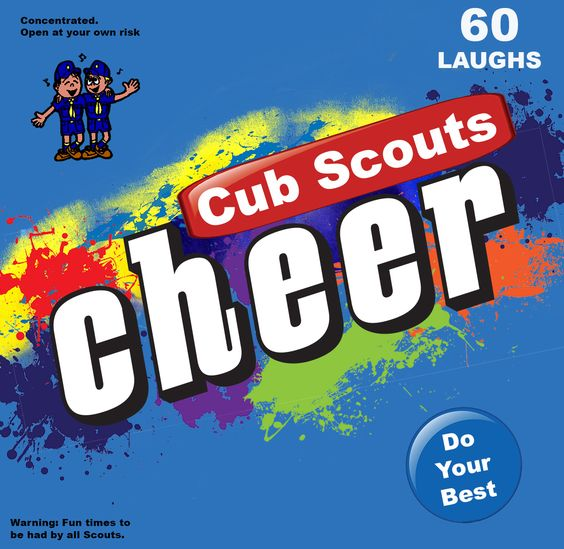 Concentrated.
Open at your own risk
60
LAUGHS
Cub Scouts
cheer
Do
Your
Best
Warning: Fun times to
be had by all Scouts.